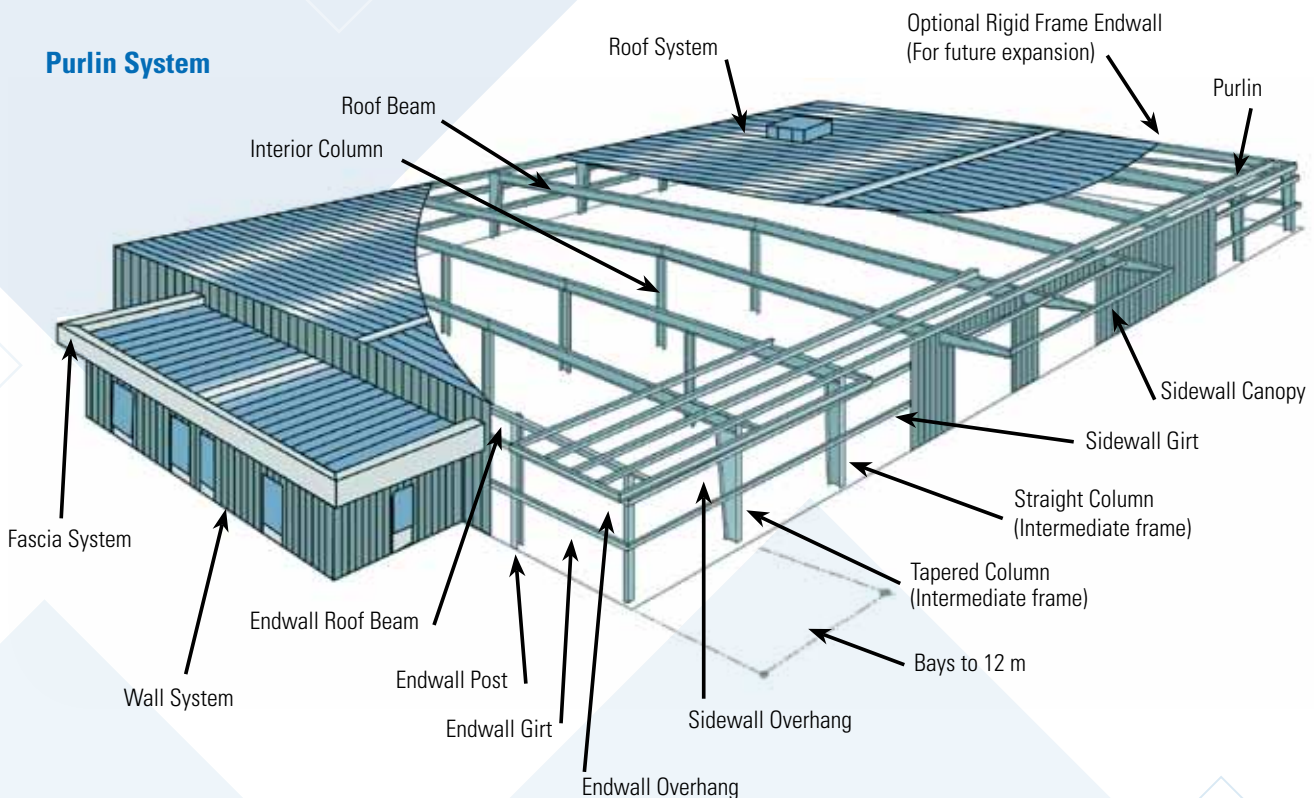 Purlin System
Roof System
Optional Rigid Frame Endwall
(For future expansion)
Purlin
Roof Beam
Interior Column
Sidewall Canopy
Sidewall Girt
Straight Column
(Intermediate frame)
Fascia System
Tapered Column
(Intermediate frame)
Endwall Roof Beam
Bays to 12 m
Endwall Post
Wall System
Sidewall Overhang
Endwall Girt
Endwall Overhang